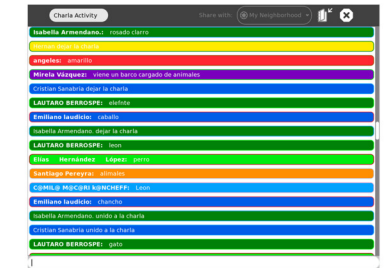 Charla Activity
Share with: My Neighborhood
Isabella Armendano.: rosado clarro
Hernan dejar la charla
angeles: amarillo
Mirela Vázquez: viene un barco cargado de animales
Cristian Sanabria dejar la charla
LAUTARO BERROSPE: elefnte
Emiliano laudicio: caballo
Isabella Armendano. dejar la charla
LAUTARO BERROSPE: leon
Elias Hernández López: perro
Santiago Pereyra: alimales
C@MIL@ M@C@RI k@NCHEFF: Leon
Emiliano laudicio: chancho
Isabella Armendano. unido a la charla
Cristian Sanabria unido a la charla
LAUTARO BERROSPE: gato